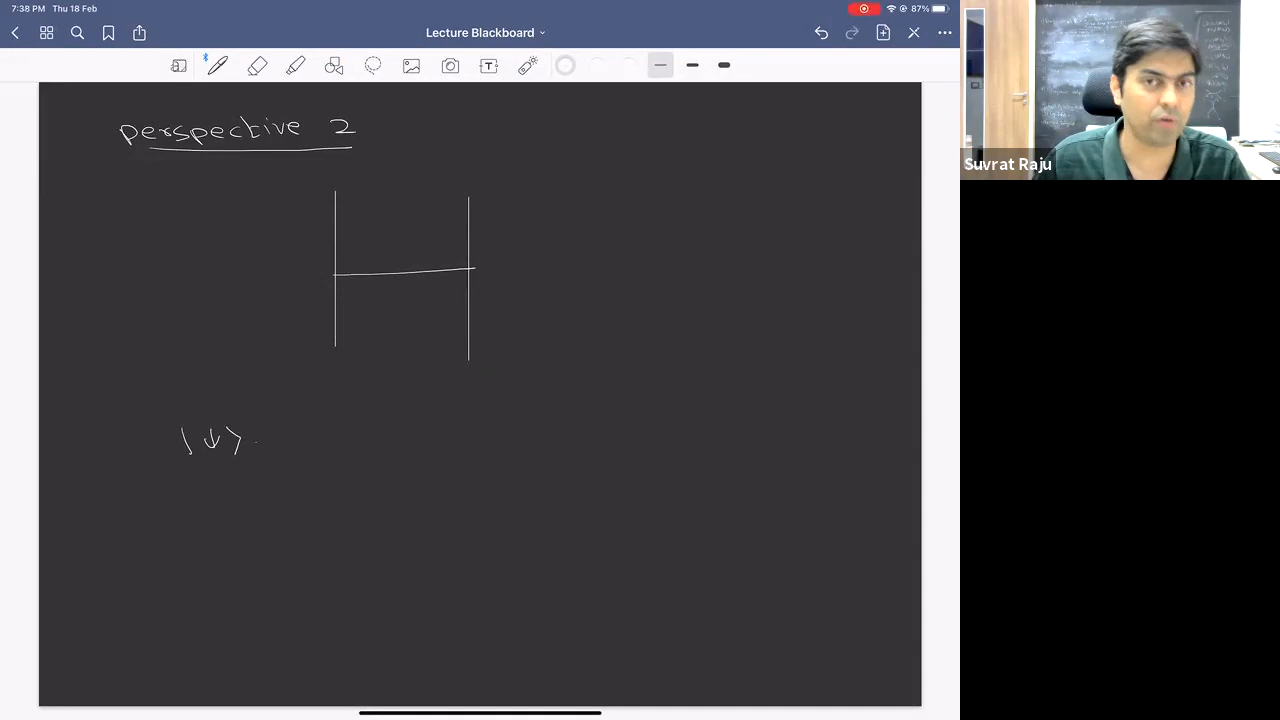 7:38 PM Thu 18 Feb
87%
Lecture Blackboard
T
perspective 2
|ψ⟩
Suvrat Raju